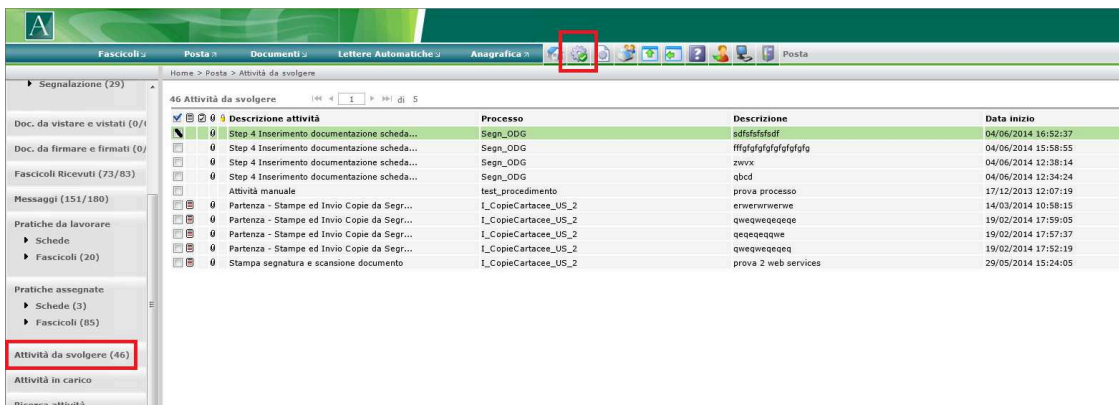 A
Fascicoli Posta Documenti Lettere Automatiche Anagrafica Posta
Home > Posta > Attività da svolgere
Segnalazione (29)
46 Attività da svolgere 1 di 5
Doc. da vistare e vistati (0/
Doc. da firmare e firmati (0/
Fascicoli Ricevuti (73/83)
Messaggi (151/180)
Pratiche da lavorare
Schede
Fascicoli (20)
Pratiche assegnate
Schede (3)
Fascicoli (85)
Attività da svolgere (46)
Attività in carico
Ricerca attività
Descrizione attività Processo Descrizione Data inizio
Step 4 Inserimento documentazione scheda... Segn_ODG sdfsfsfsfsdf 04/06/2014 16:52:37
Step 4 Inserimento documentazione scheda... Segn_ODG 04/06/2014 15:58:55
Step 4 Inserimento documentazione scheda... Segn_ODG zwvx 04/06/2014 12:38:14
Step 4 Inserimento documentazione scheda... Segn_ODG qbcd 04/06/2014 12:34:24
Attività manuale test_procedimento prova processo 17/12/2013 12:07:19
Partenza - Stampe ed Invio Copie da Segr... I_CopieCartacee_US_2 erwerwrwerwe 14/03/2014 10:58:15
Partenza - Stampe ed Invio Copie da Segr... I_CopieCartacee_US_2 qweqweqeqeqe 19/02/2014 17:59:05
Partenza - Stampe ed Invio Copie da Segr... I_CopieCartacee_US_2 qeqeqeqqwe 19/02/2014 17:57:37
Partenza - Stampe ed Invio Copie da Segr... I_CopieCartacee_US_2 qweqweqeqeq 19/02/2014 17:52:19
Stampa segnatura e scansione documento I_CopieCartacee_US_2 prova 2 web services 29/05/2014 15:24:05